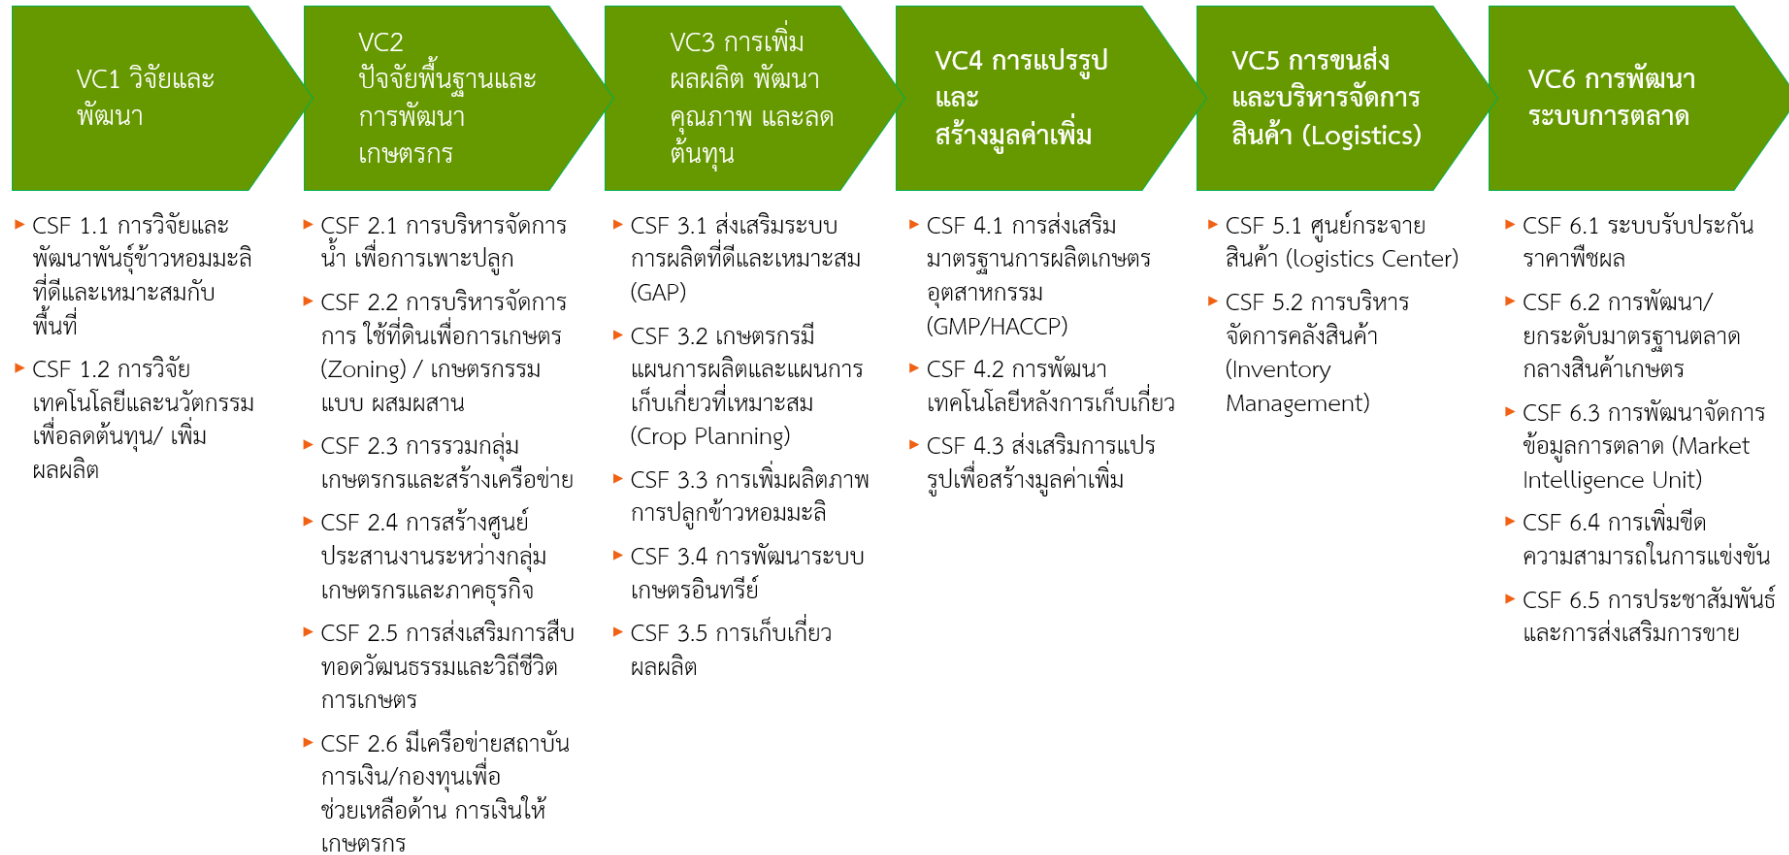 VC1 วิจัยและ
พัฒนา
CSF 1.1 การวิจัยและ
พัฒนาพันธุ์ข้าวหอมมะลิ
ที่ดีและเหมาะสมกับ
พื้นที่
CSF 1.2 การวิจัย
เทคโนโลยีและนวัตกรรม
เพื่อลดต้นทุน/ เพิ่ม
ผลผลิต
VC2
ปัจจัยพื้นฐานและ
การพัฒนา
เกษตรกร
CSF 2.1 การบริหารจัดการ
น้ำ เพื่อการเพาะปลูก
CSF 2.2 การบริหารจัดการ
การ ใช้ที่ดินเพื่อการเกษตร
(Zoning) / เกษตรกรรม
แบบ ผสมผสาน
CSF 2.3 การรวมกลุ่ม
เกษตรกรและสร้างเครือข่าย
CSF 2.4 การสร้างศูนย์
ประสานงานระหว่างกลุ่ม
เกษตรกรและภาคธุรกิจ
CSF 2.5 การส่งเสริมการสืบ
ทอดวัฒนธรรมและวิถีชีวิต
การเกษตร
CSF 2.6 มีเครือข่ายสถาบัน
การเงิน/กองทุนเพื่อ
ช่วยเหลือด้าน การเงินให้
เกษตรกร
VC3 การเพิ่ม
ผลผลิต พัฒนา
คุณภาพ และลด
ต้นทุน
CSF 3.1 ส่งเสริมระบบ
การผลิตที่ดีและเหมาะสม
(GAP)
CSF 3.2 เกษตรกรมี
แผนการผลิตและแผนการ
เก็บเกี่ยวที่เหมาะสม
(Crop Planning)
CSF 3.3 การเพิ่มผลิตภาพ
การปลูกข้าวหอมมะลิ
CSF 3.4 การพัฒนาระบบ
เกษตรอินทรีย์
CSF 3.5 การเก็บเกี่ยว
ผลผลิต
VC4 การแปรรูป
และ
สร้างมูลค่าเพิ่ม
CSF 4.1 การส่งเสริม
มาตรฐานการผลิตเกษตร
อุตสาหกรรม
(GMP/HACCP)
CSF 4.2 การพัฒนา
เทคโนโลยีหลังการเก็บเกี่ยว
CSF 4.3 ส่งเสริมการแปร
รูปเพื่อสร้างมูลค่าเพิ่ม
VC5 การขนส่ง
และบริหารจัดการ
สินค้า (Logistics)
CSF 5.1 ศูนย์กระจาย
สินค้า (logistics Center)
CSF 5.2 การบริหาร
จัดการคลังสินค้า
(Inventory
Management)
VC6 การพัฒนา
ระบบการตลาด
CSF 6.1 ระบบรับประกัน
ราคาพืชผล
CSF 6.2 การพัฒนา/
ยกระดับมาตรฐานตลาด
กลางสินค้าเกษตร
CSF 6.3 การพัฒนาจัดการ
ข้อมูลการตลาด (Market
Intelligence Unit)
CSF 6.4 การเพิ่มขีด
ความสามารถในการแข่งขัน
CSF 6.5 การประชาสัมพันธ์
และการส่งเสริมการขาย